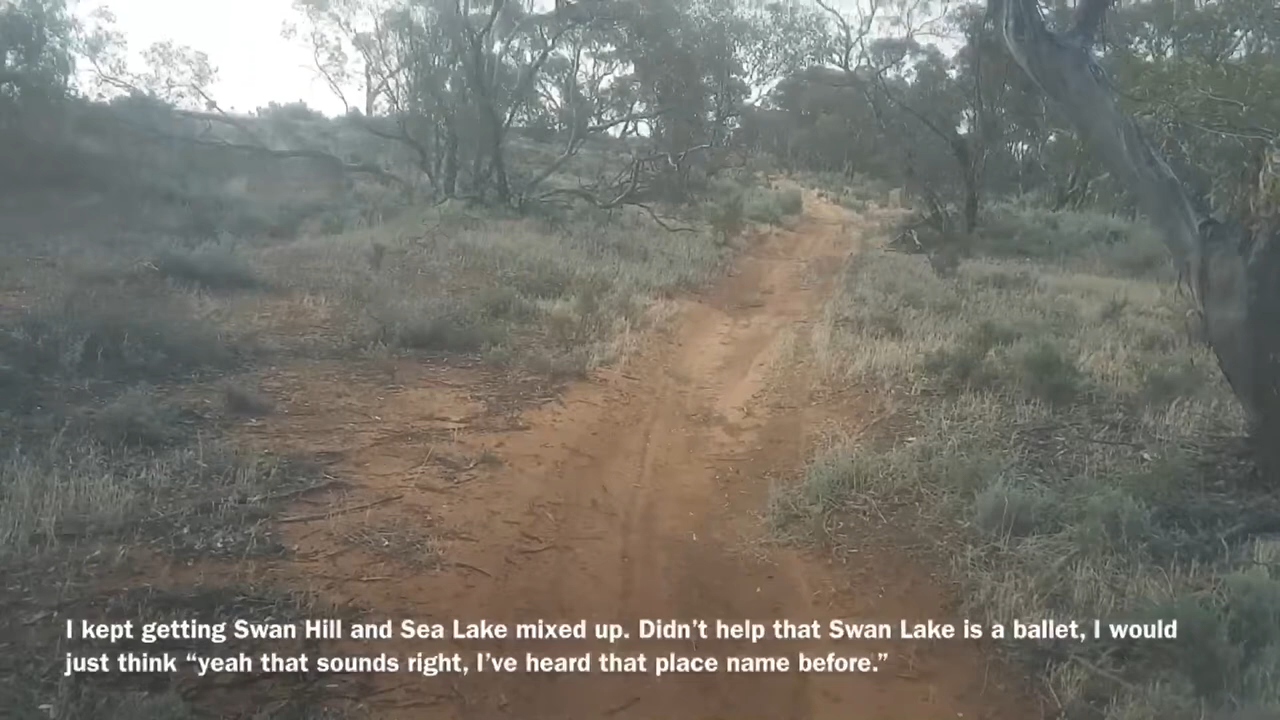 I kept getting Swan Hill and Sea Lake mixed up. Didn’t help that Swan Lake is a ballet, I would
just think “yeah that sounds right, I’ve heard that place name before.”